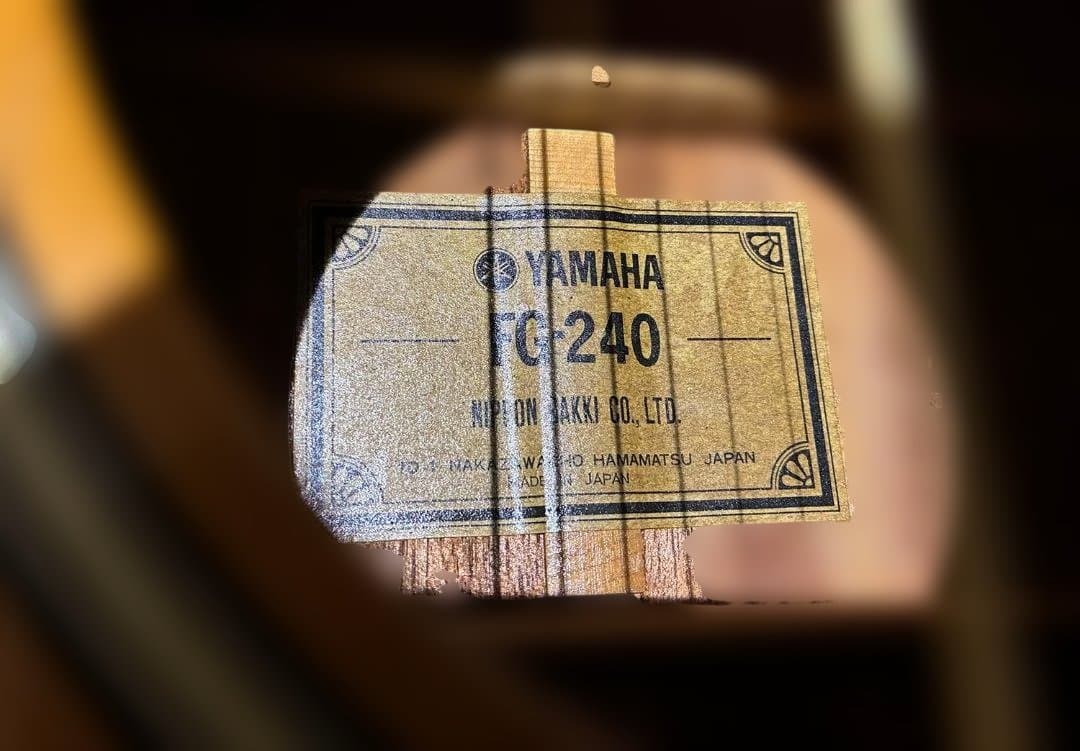 YAMAHA
FG-240
NIPPON GAKKI CO., LTD.
10-1 NAKAZAWA-CHO HAMAMATSU JAPAN
MADE IN JAPAN